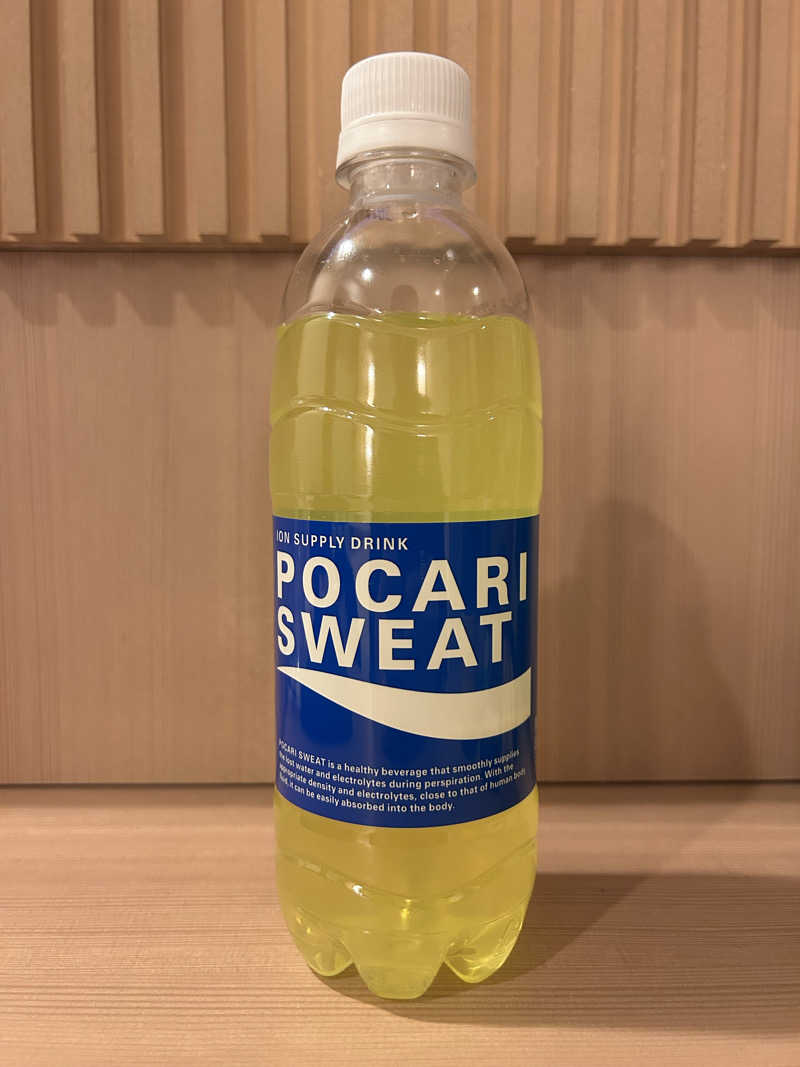 ION SUPPLY DRINK
POCARI
SWEAT
POCARI SWEAT is a healthy beverage that smoothly supplies
the lost water and electrolytes during perspiration. With the
appropriate density and electrolytes, close to that of human body
fluid, it can be easily absorbed into the body.